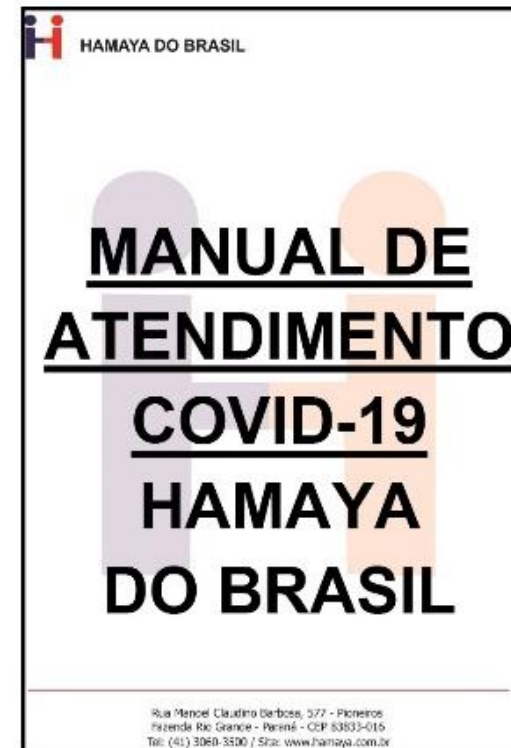 HAMAYA DO BRASIL
MANUAL DE
ATENDIMENTO
COVID-19
HAMAYA
DO BRASIL
Rua Manoel Claudino Barbosa, 577 - Pioneiros
Fazenda Rio Grande - Paraná - CEP 83833-016
Tel: (41) 3060-3500 / Site: www.hamaya.com.br